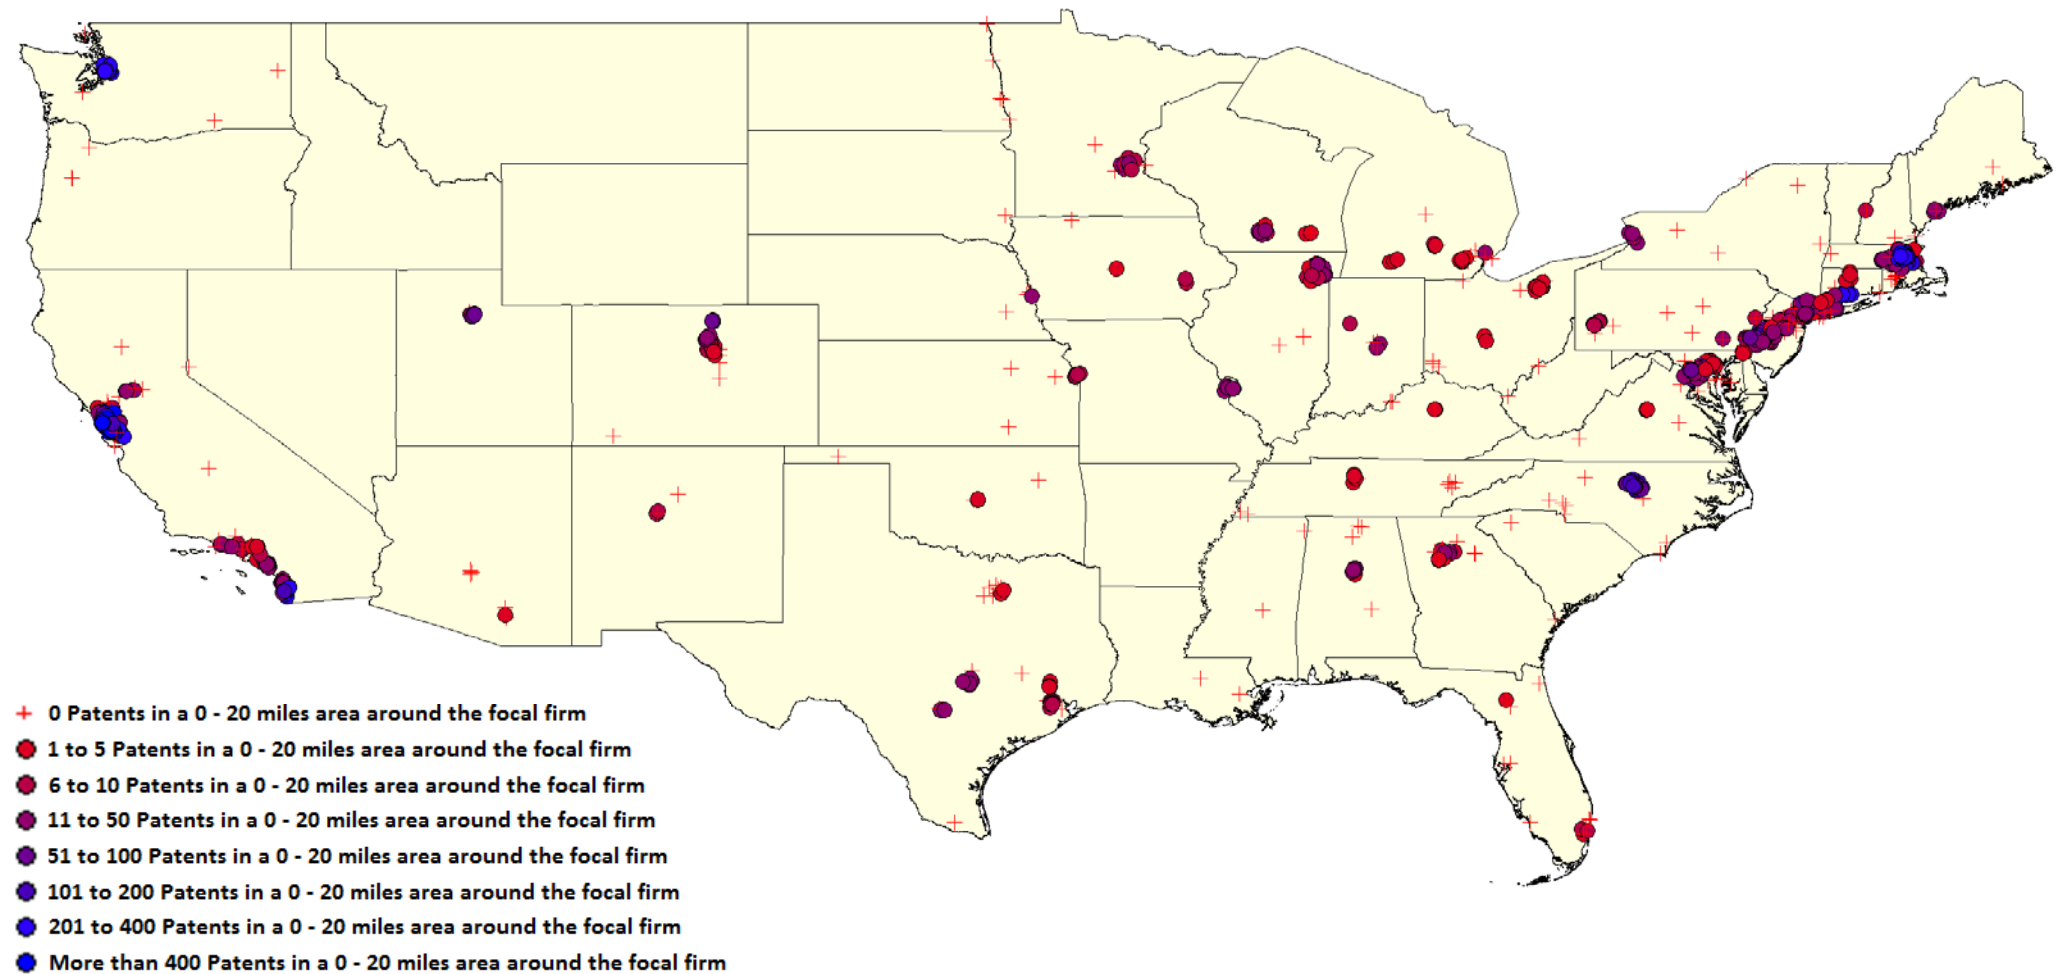 0 Patents in a 0 - 20 miles area around the focal firm
1 to 5 Patents in a 0 - 20 miles area around the focal firm
6 to 10 Patents in a 0 - 20 miles area around the focal firm
11 to 50 Patents in a 0 - 20 miles area around the focal firm
51 to 100 Patents in a 0 - 20 miles area around the focal firm
101 to 200 Patents in a 0 - 20 miles area around the focal firm
201 to 400 Patents in a 0 - 20 miles area around the focal firm
More than 400 Patents in a 0 - 20 miles area around the focal firm